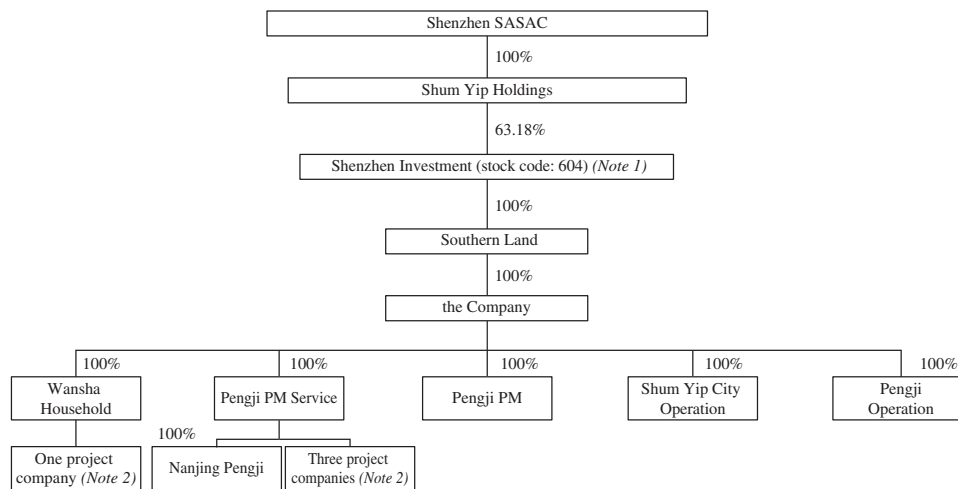 Shenzhen SASAC
100%
Shum Yip Holdings
63.18%
Shenzhen Investment (stock code: 604) (Note 1)
100%
Southern Land
100%
the Company
100% 100% 100% 100% 100%
Wansha
Household
Pengji PM Service
Pengji PM
Shum Yip City
Operation
Pengji
Operation
100%
One project
company (Note 2)
Nanjing Pengji
Three project
companies (Note 2)